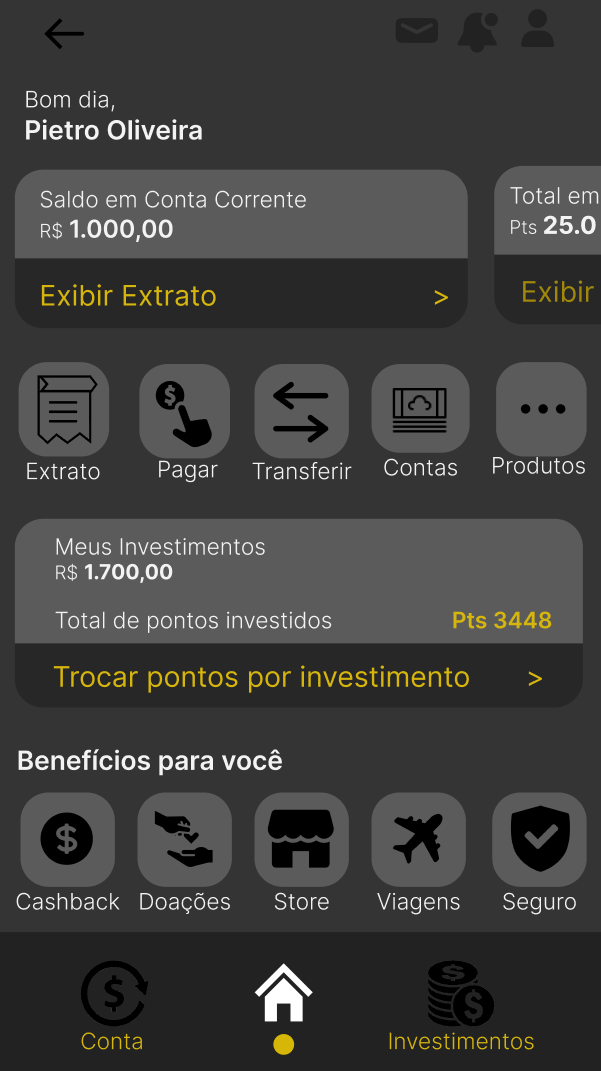 Bom dia,
Pietro Oliveira
Saldo em Conta Corrente
R$ 1.000,00
Exibir Extrato >
Total em
Pts 25.0
Exibir
Extrato
Pagar
Transferir
Contas
Produtos
Meus Investimentos
R$ 1.700,00
Total de pontos investidos Pts 3448
Trocar pontos por investimento >
Benefícios para você
Cashback
Doações
Store
Viagens
Seguro
Conta
Investimentos